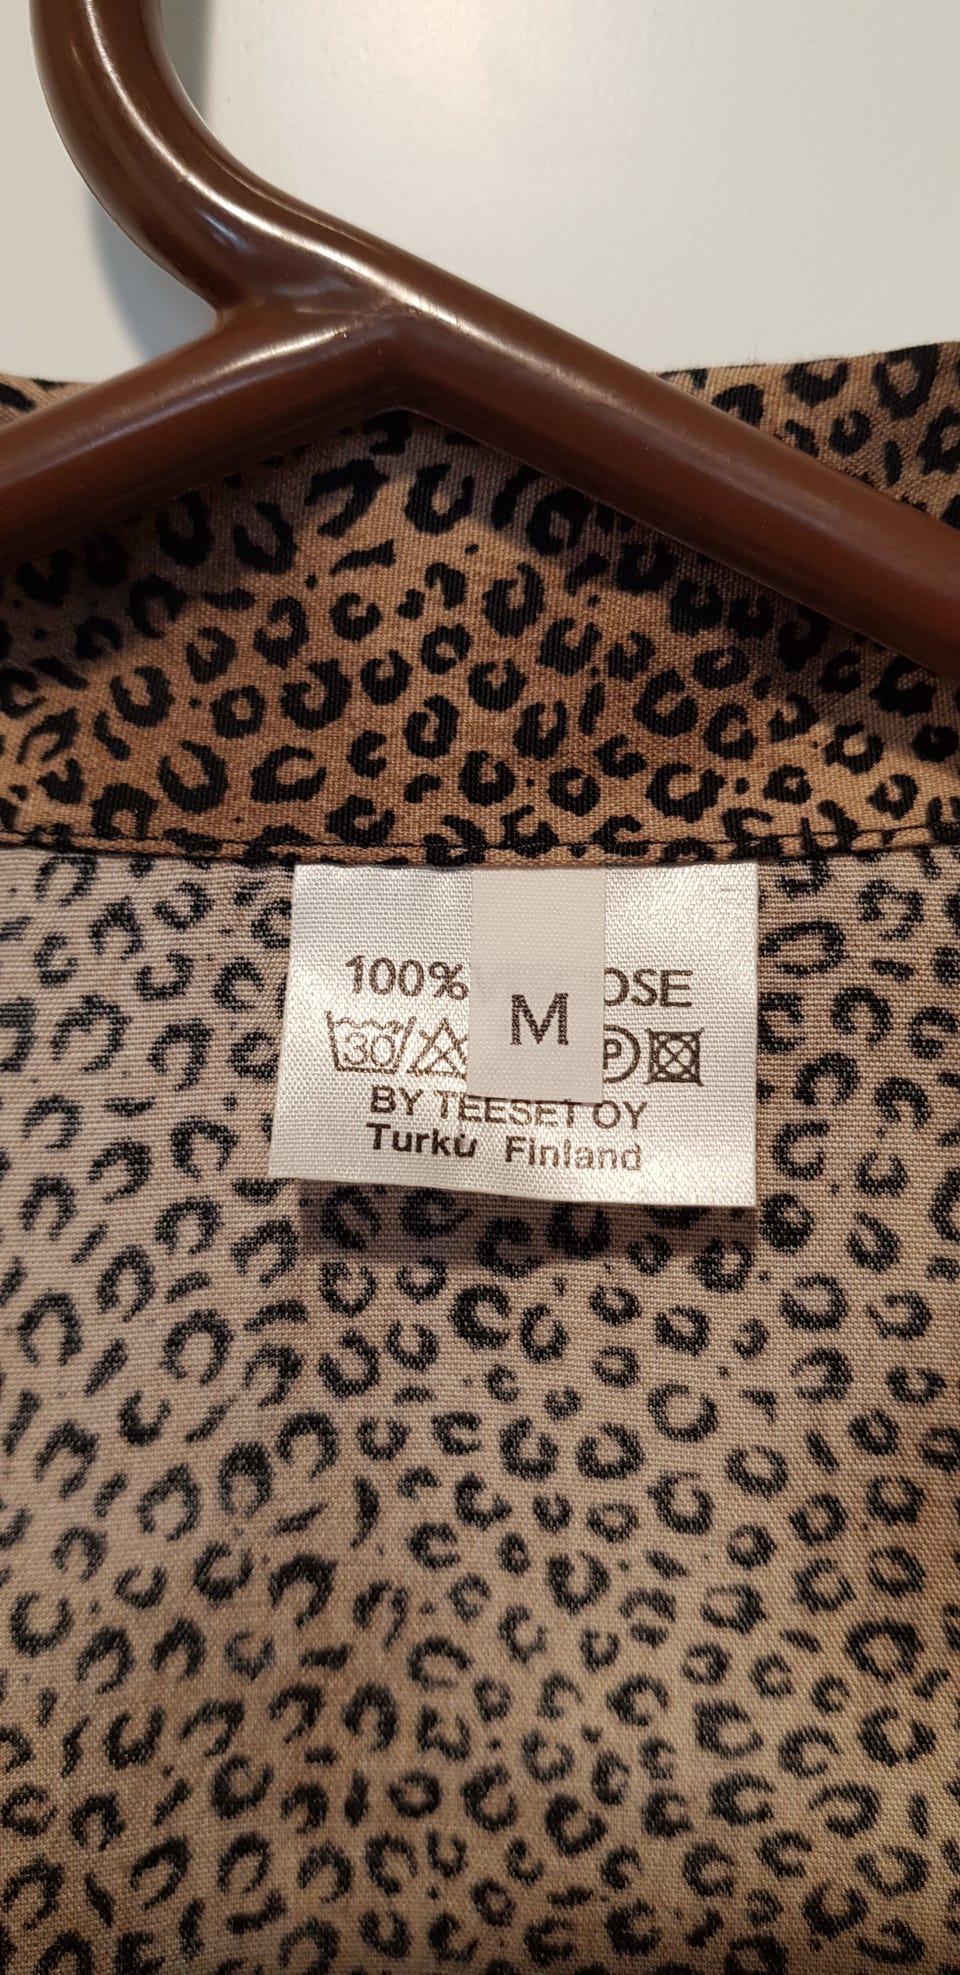 100% OSE
M
30 P
BY TEESET OY
Turku Finland